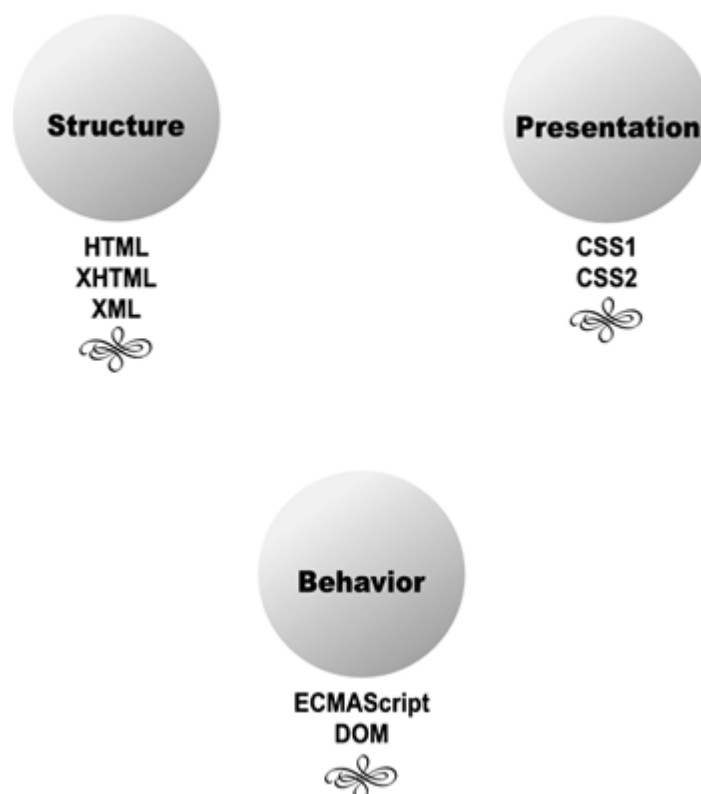 Structure
HTML
XHTML
XML
Presentation
CSS1
CSS2
Behavior
ECMAScript
DOM